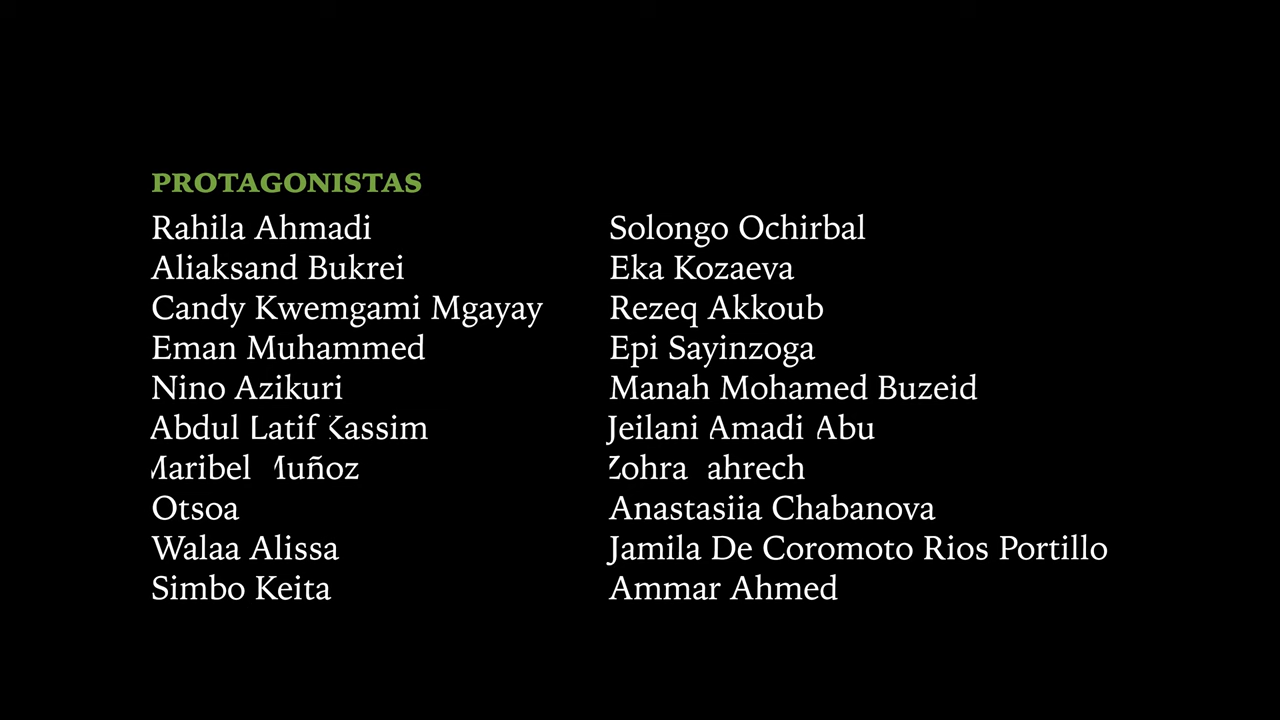 PROTAGONISTAS
Rahila Ahmadi
Aliaksand Bukrei
Candy Kwemgami Mgayay
Eman Muhammed
Nino Azikuri
Abdul Latif Kassim
Maribel Muñoz
Otsoa
Walaa Alissa
Simbo Keita
Solongo Ochirbal
Eka Kozaeva
Rezeq Akkoub
Epi Sayinzoga
Manah Mohamed Buzeid
Jeilani Amadi Abu
Zohra
Anastasiia Chabanova
Jamila De Coromoto Rios Portillo
Ammar Ahmed